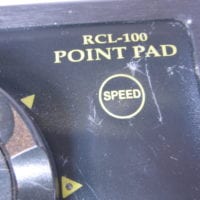 RCL-100
POINT PAD
SPEED